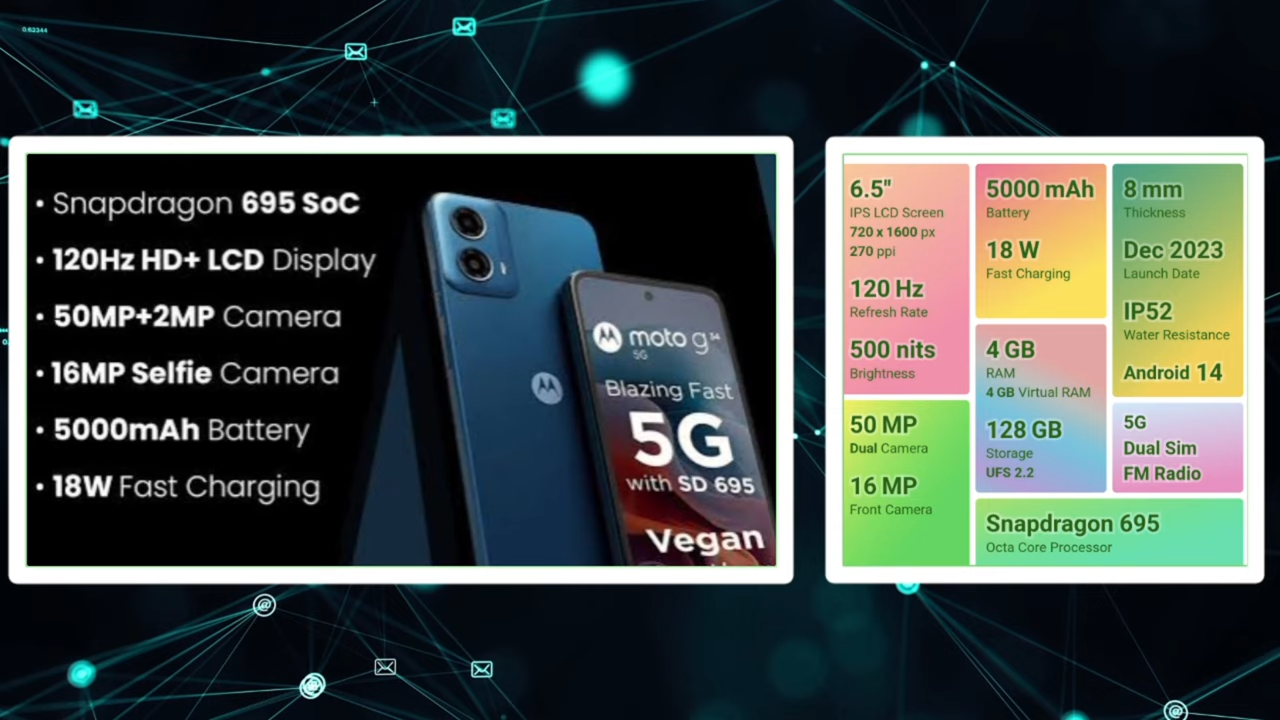 0.62344
• Snapdragon 695 SoC
• 120Hz HD+ LCD Display
• 50MP+2MP Camera
• 16MP Selfie Camera
• 5000mAh Battery
• 18W Fast Charging
moto g34
5G
Blazing Fast
5G
with SD 695
Vegan
6.5"
IPS LCD Screen
720 x 1600 px
270 ppi
120 Hz
Refresh Rate
500 nits
Brightness
50 MP
Dual Camera
16 MP
Front Camera
5000 mAh
Battery
18 W
Fast Charging
4 GB
RAM
4 GB Virtual RAM
128 GB
Storage
UFS 2.2
8 mm
Thickness
Dec 2023
Launch Date
IP52
Water Resistance
Android 14
5G
Dual Sim
FM Radio
Snapdragon 695
Octa Core Processor